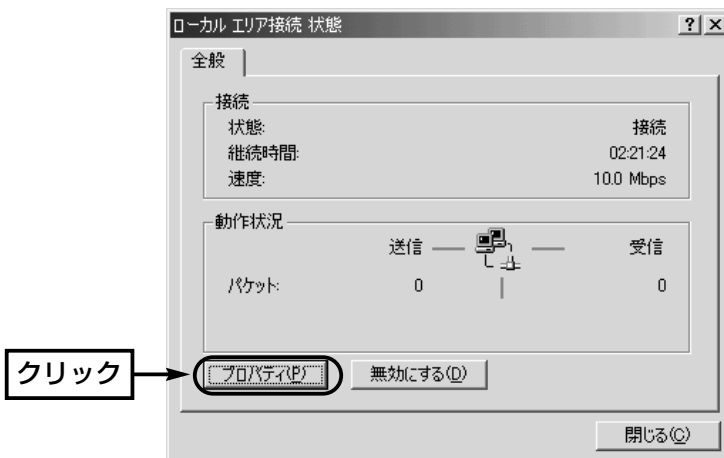 ローカル エリア接続 状態
? ×
全般
接続
状態: 接続
継続時間: 02:21:24
速度: 10.0 Mbps
動作状況
送信 受信
パケット: 0 0
クリック
プロパティ(P) 無効にする(D)
閉じる(C)